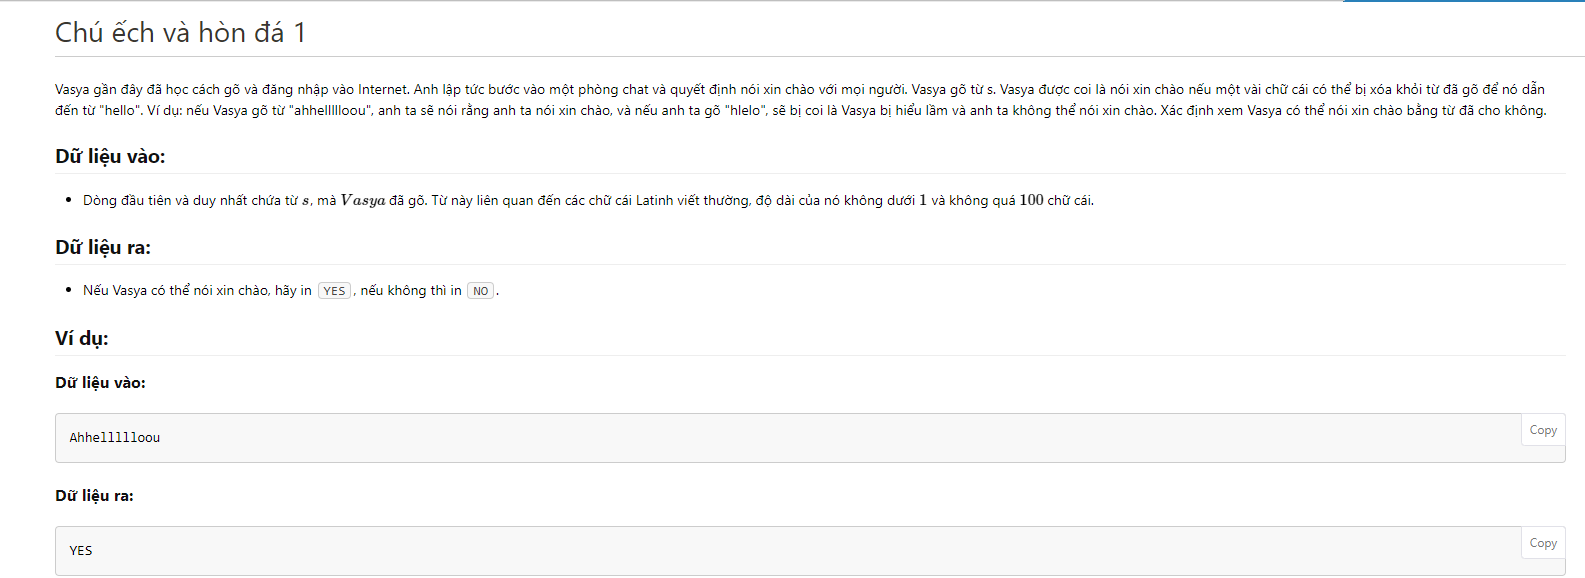 Chú ếch và hòn đá 1
Vasya gần đây đã học cách gõ và đăng nhập vào Internet. Anh lập tức bước vào một phòng chat và quyết định nói xin chào với mọi người. Vasya gõ từ s. Vasya được coi là nói xin chào nếu một vài chữ cái có thể bị xóa khỏi từ đã gõ để nó dẫn
đến từ "hello". Ví dụ: nếu Vasya gõ từ "ahhellllloou", anh ta sẽ nói rằng anh ta nói xin chào, và nếu anh ta gõ "hlelo", sẽ bị coi là Vasya bị hiểu lầm và anh ta không thể nói xin chào. Xác định xem Vasya có thể nói xin chào bằng từ đã cho không.
Dữ liệu vào:
• Dòng đầu tiên và duy nhất chứa từ s, mà Vasya đã gõ. Từ này liên quan đến các chữ cái Latinh viết thường, độ dài của nó không dưới 1 và không quá 100 chữ cái.
Dữ liệu ra:
• Nếu Vasya có thể nói xin chào, hãy in YES, nếu không thì in NO.
Ví dụ:
Dữ liệu vào:
Copy
Ahhellllloou
Dữ liệu ra:
Copy
YES